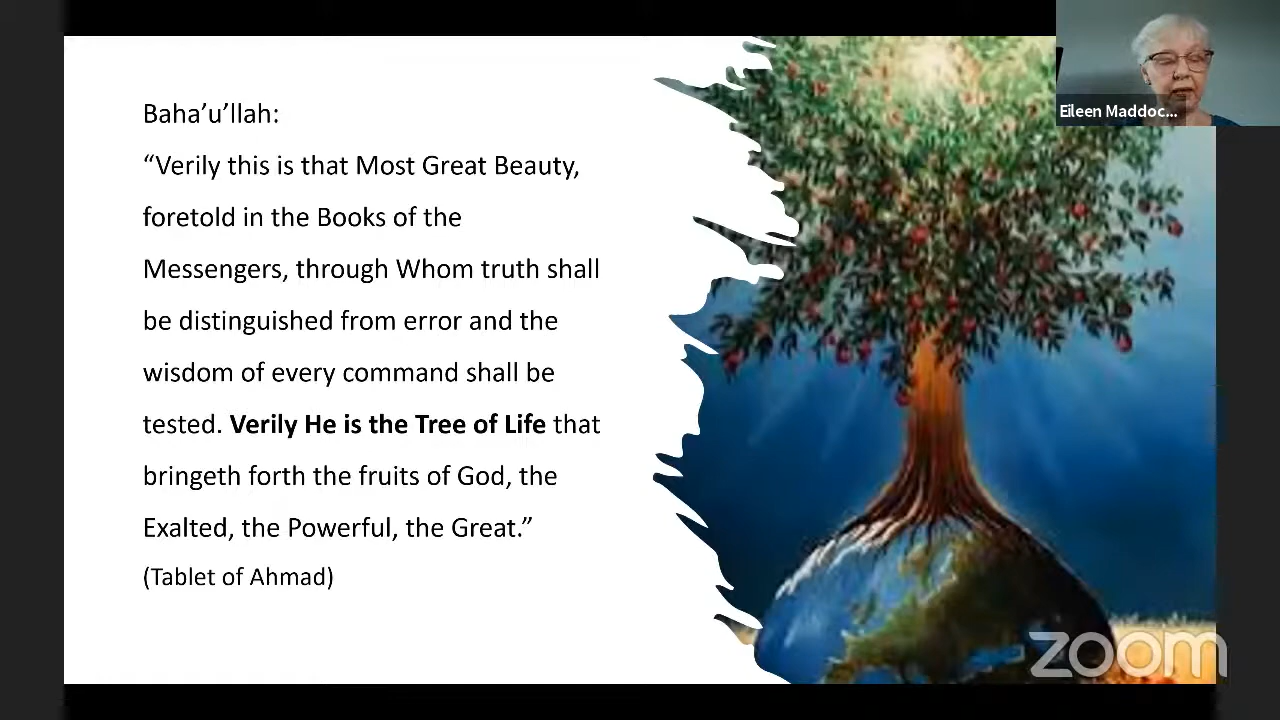 Baha’u’llah:
“Verily this is that Most Great Beauty,
foretold in the Books of the
Messengers, through Whom truth shall
be distinguished from error and the
wisdom of every command shall be
tested. Verily He is the Tree of Life that
bringeth forth the fruits of God, the
Exalted, the Powerful, the Great.”
(Tablet of Ahmad)
Eileen Maddoc...
zoom